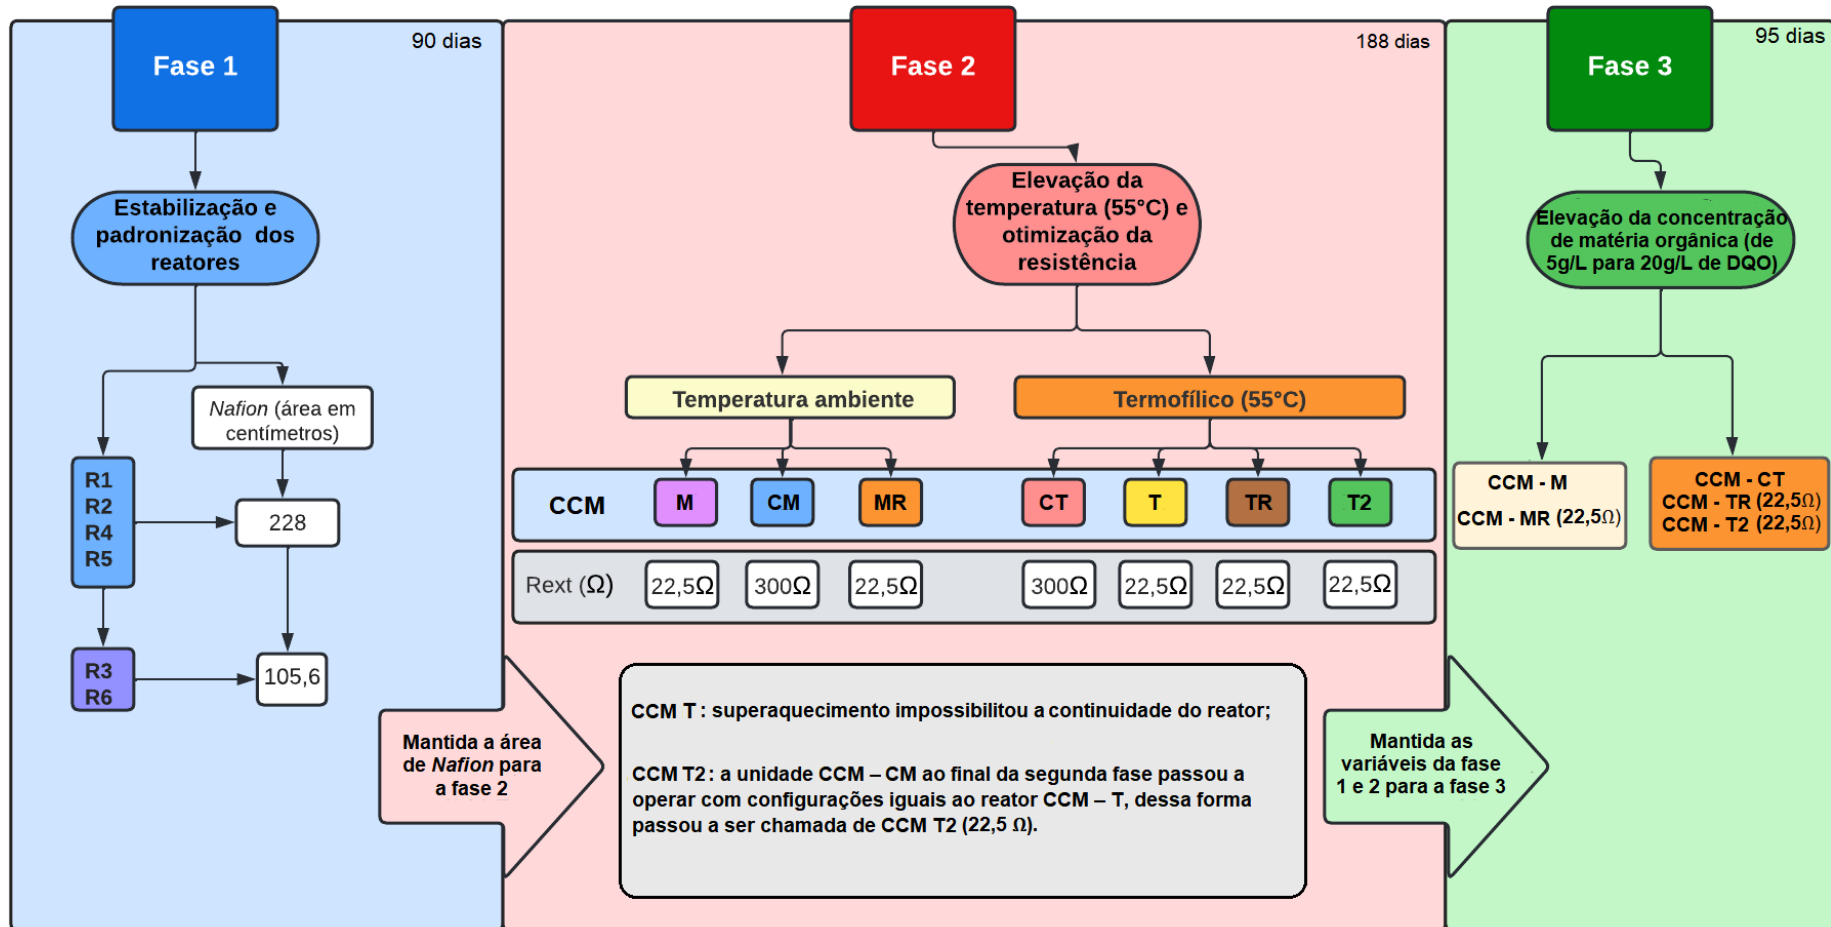 Fase 1
90 dias
Estabilização e
padronização dos
reatores
Nafion (área em
centímetros)
R1
R2
R4
R5
228
R3
R6
105,6
Mantida a área
de Nafion para
a fase 2
Fase 2
188 dias
Elevação da
temperatura (55°C) e
otimização da
resistência
Temperatura ambiente
Termofílico (55°C)
CCM M CM MR CT T TR T2
Rext (Ω) 22,5Ω 300Ω 22,5Ω 300Ω 22,5Ω 22,5Ω 22,5Ω
CCM T : superaquecimento impossibilitou a continuidade do reator;
CCM T2 : a unidade CCM – CM ao final da segunda fase passou a
operar com configurações iguais ao reator CCM – T, dessa forma
passou a ser chamada de CCM T2 (22,5 Ω).
Mantida as
variáveis da fase
1 e 2 para a fase 3
Fase 3
95 dias
Elevação da concentração
de matéria orgânica (de
5g/L para 20g/L de DQO)
CCM - M
CCM - MR (22,5Ω)
CCM - CT
CCM - TR (22,5Ω)
CCM - T2 (22,5Ω)